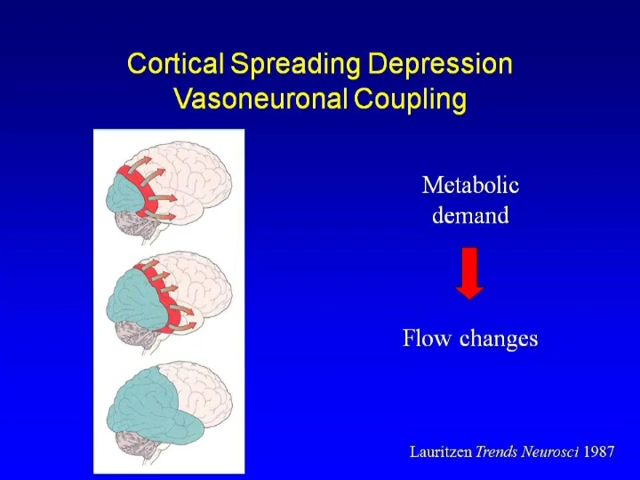 Cortical Spreading Depression
Vasoneuronal Coupling
Metabolic
demand
Flow changes
Lauritzen Trends Neurosci 1987